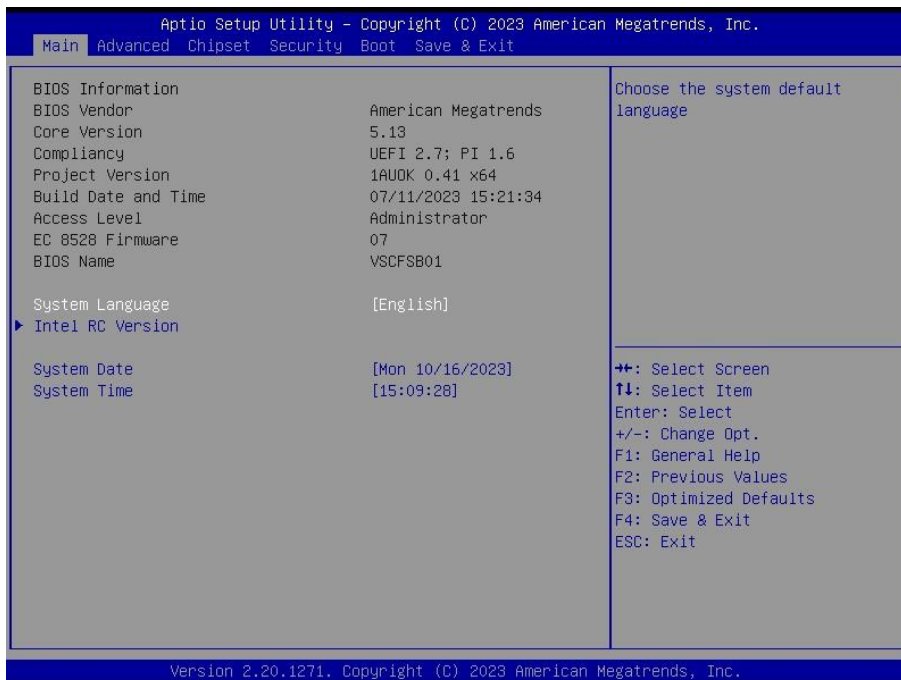 Aptio Setup Utility – Copyright (C) 2023 American Megatrends, Inc.
Main Advanced Chipset Security Boot Save & Exit
BIOS Information
BIOS Vendor American Megatrends
Core Version 5.13
Compliancy UEFI 2.7; PI 1.6
Project Version 1AUOK 0.41 x64
Build Date and Time 07/11/2023 15:21:34
Access Level Administrator
EC 8528 Firmware 07
BIOS Name VSCFSB01
System Language [English]
Intel RC Version
System Date [Mon 10/16/2023]
System Time [15:09:28]
Choose the system default
language
→←: Select Screen
↑↓: Select Item
Enter: Select
+/-: Change Opt.
F1: General Help
F2: Previous Values
F3: Optimized Defaults
F4: Save & Exit
ESC: Exit
Version 2.20.1271. Copyright (C) 2023 American Megatrends, Inc.